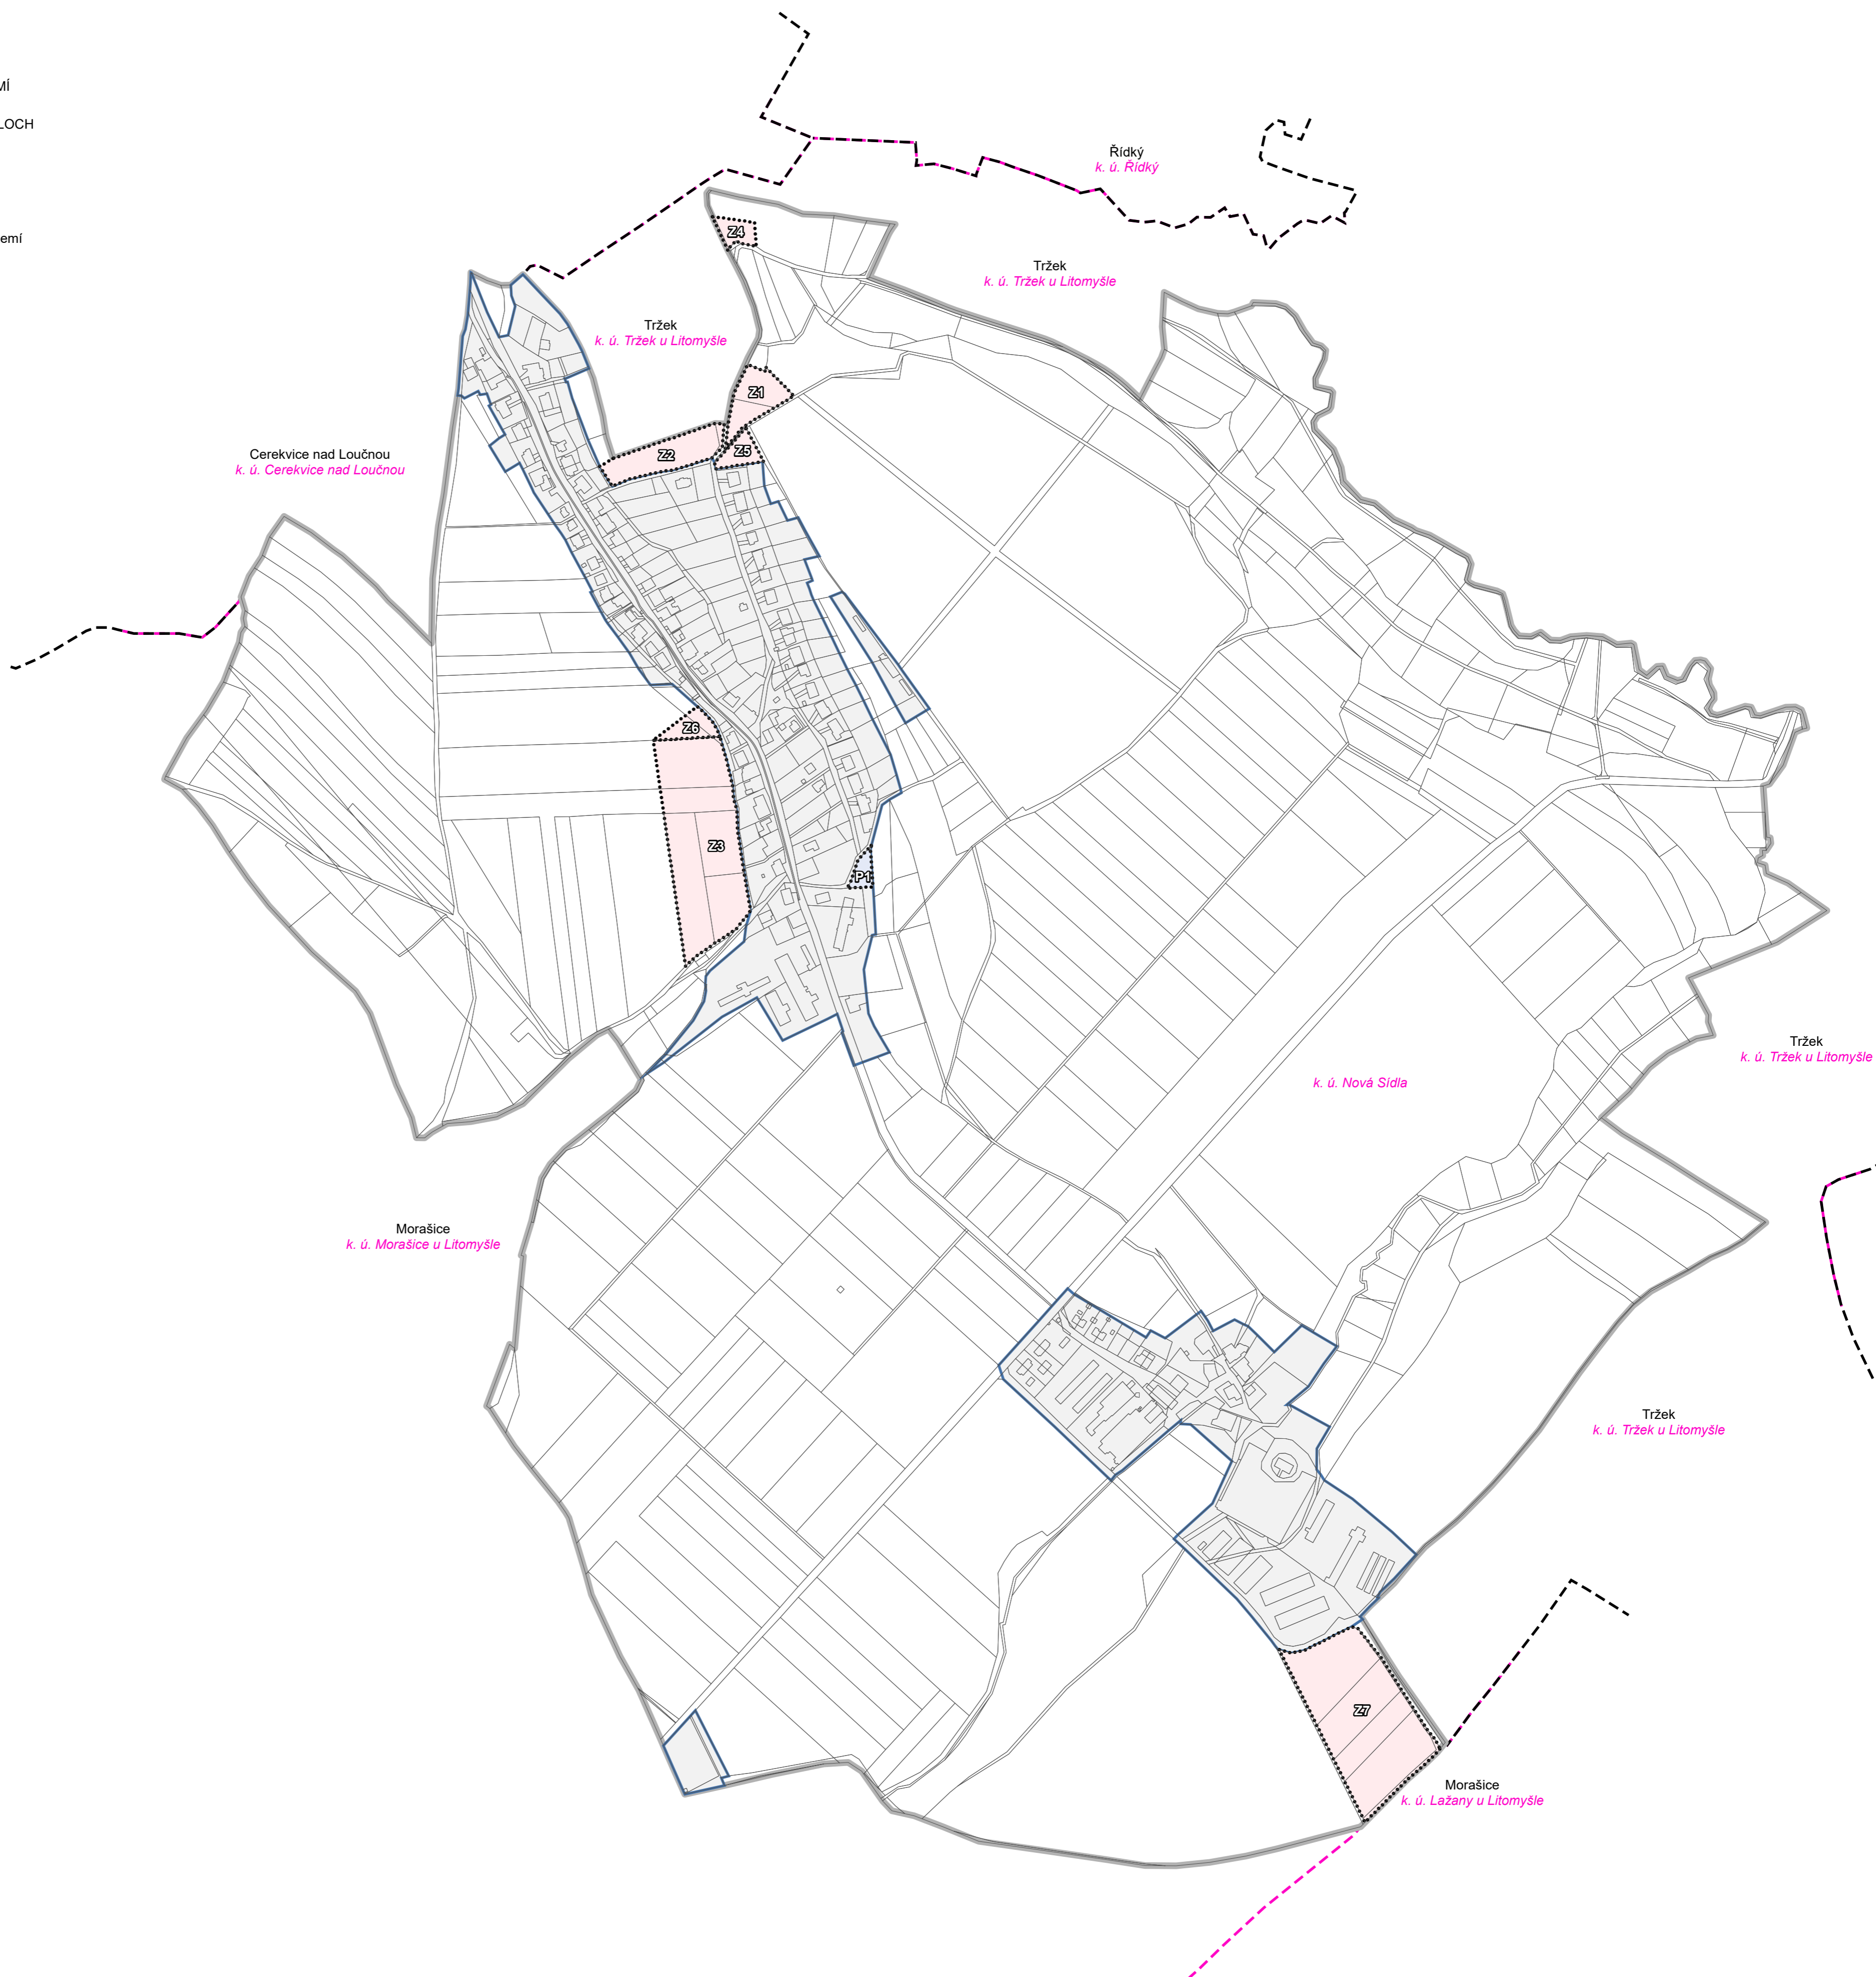 MÍ
LOCH
emí
Řídký
k. ú. Řídký
Z4
Tržek
k. ú. Tržek u Litomyšle
Tržek
k. ú. Tržek u Litomyšle
Z1
Z5
Z2
Cerekvice nad Loučnou
k. ú. Cerekvice nad Loučnou
Z6
Z3
P1
Tržek
k. ú. Tržek u Litomyšle
k. ú. Nová Sídla
Morašice
k. ú. Morašice u Litomyšle
Tržek
k. ú. Tržek u Litomyšle
Z7
Morašice
k. ú. Lažany u Litomyšle